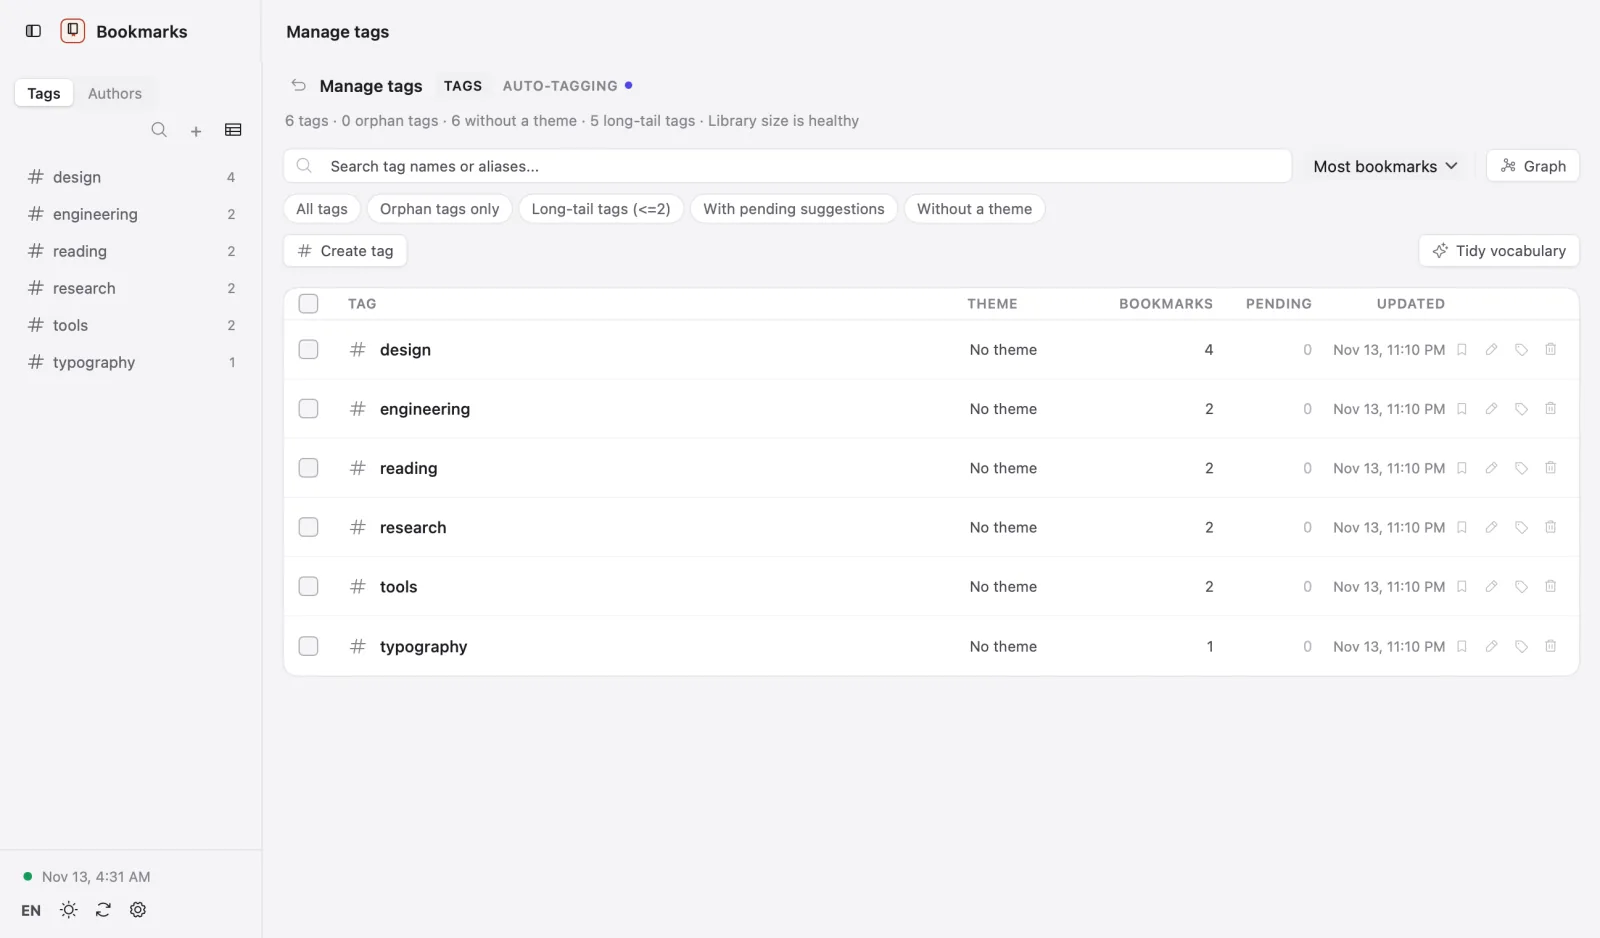 Bookmarks
Manage tags
Tags Authors
design 4
engineering 2
reading 2
research 2
tools 2
typography 1
Nov 13, 4:31 AM
EN
Manage tags TAGS AUTO-TAGGING
6 tags · 0 orphan tags · 6 without a theme · 5 long-tail tags · Library size is healthy
Search tag names or aliases... Most bookmarks Graph
All tags Orphan tags only Long-tail tags (<=2) With pending suggestions Without a theme
# Create tag Tidy vocabulary
TAG THEME BOOKMARKS PENDING UPDATED
# design No theme 4 0 Nov 13, 11:10 PM
# engineering No theme 2 0 Nov 13, 11:10 PM
# reading No theme 2 0 Nov 13, 11:10 PM
# research No theme 2 0 Nov 13, 11:10 PM
# tools No theme 2 0 Nov 13, 11:10 PM
# typography No theme 1 0 Nov 13, 11:10 PM